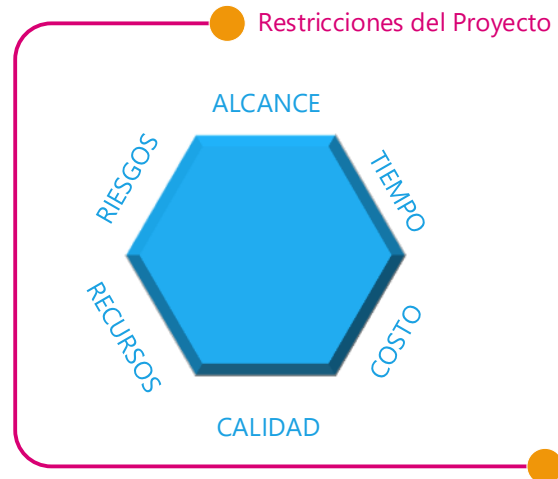 Restricciones del Proyecto
ALCANCE
RIESGOS
TIEMPO
RECURSOS
COSTO
CALIDAD